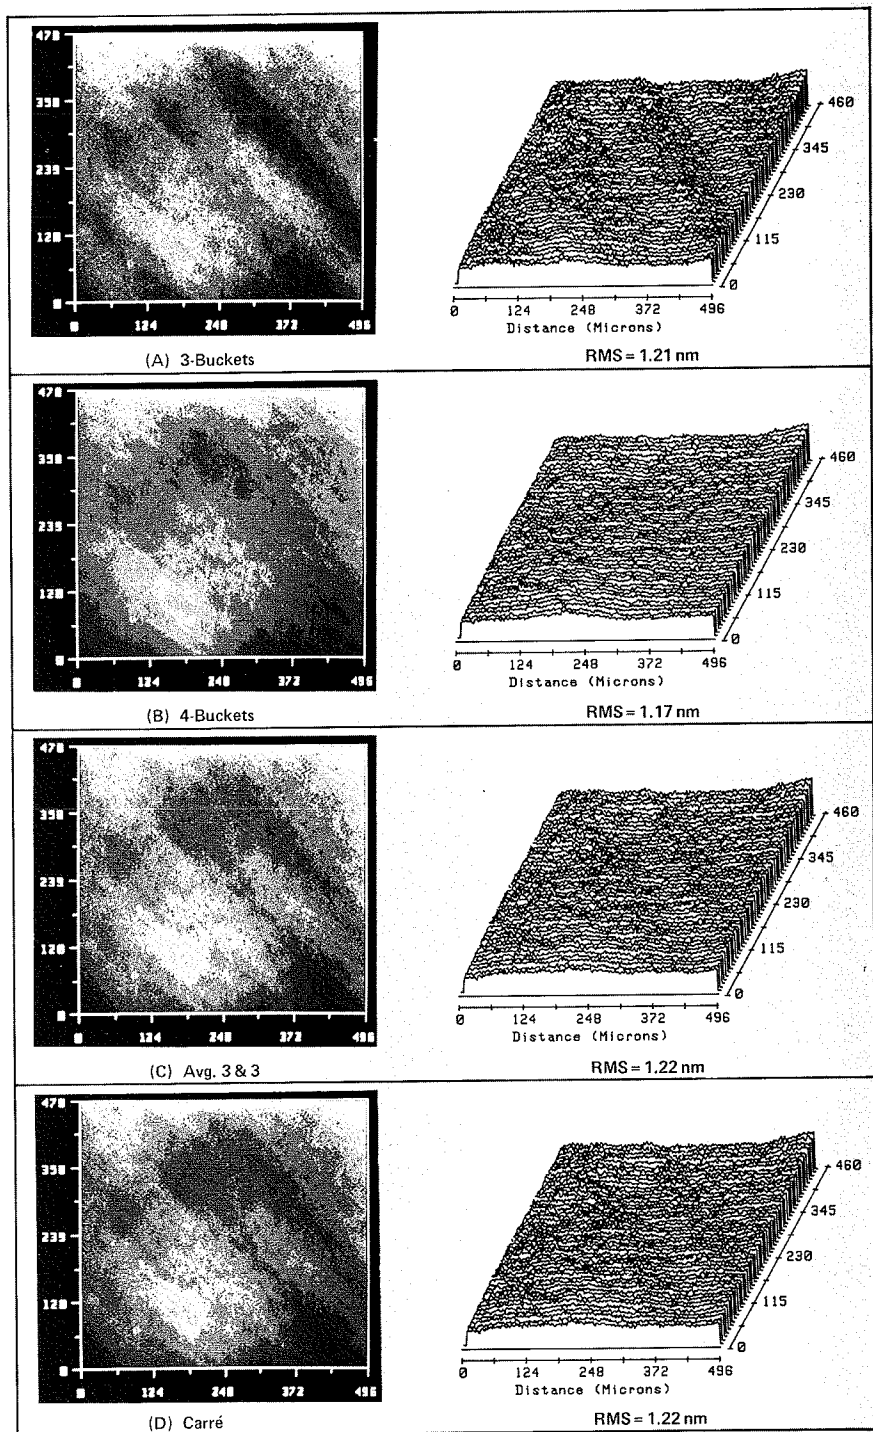 478
358
239
120
0
0 124 248 372 496
(A) 3-Buckets
460
345
230
115
0
0 124 248 372 496
Distance (Microns)
RMS = 1.21 nm
478
358
239
120
0
0 124 248 372 496
(B) 4-Buckets
460
345
230
115
0
0 124 248 372 496
Distance (Microns)
RMS = 1.17 nm
478
358
239
120
0
0 124 248 372 496
(C) Avg. 3 & 3
460
345
230
115
0
0 124 248 372 496
Distance (Microns)
RMS = 1.22 nm
478
358
239
120
0
0 124 248 372 496
(D) Carré
460
345
230
115
0
0 124 248 372 496
Distance (Microns)
RMS = 1.22 nm